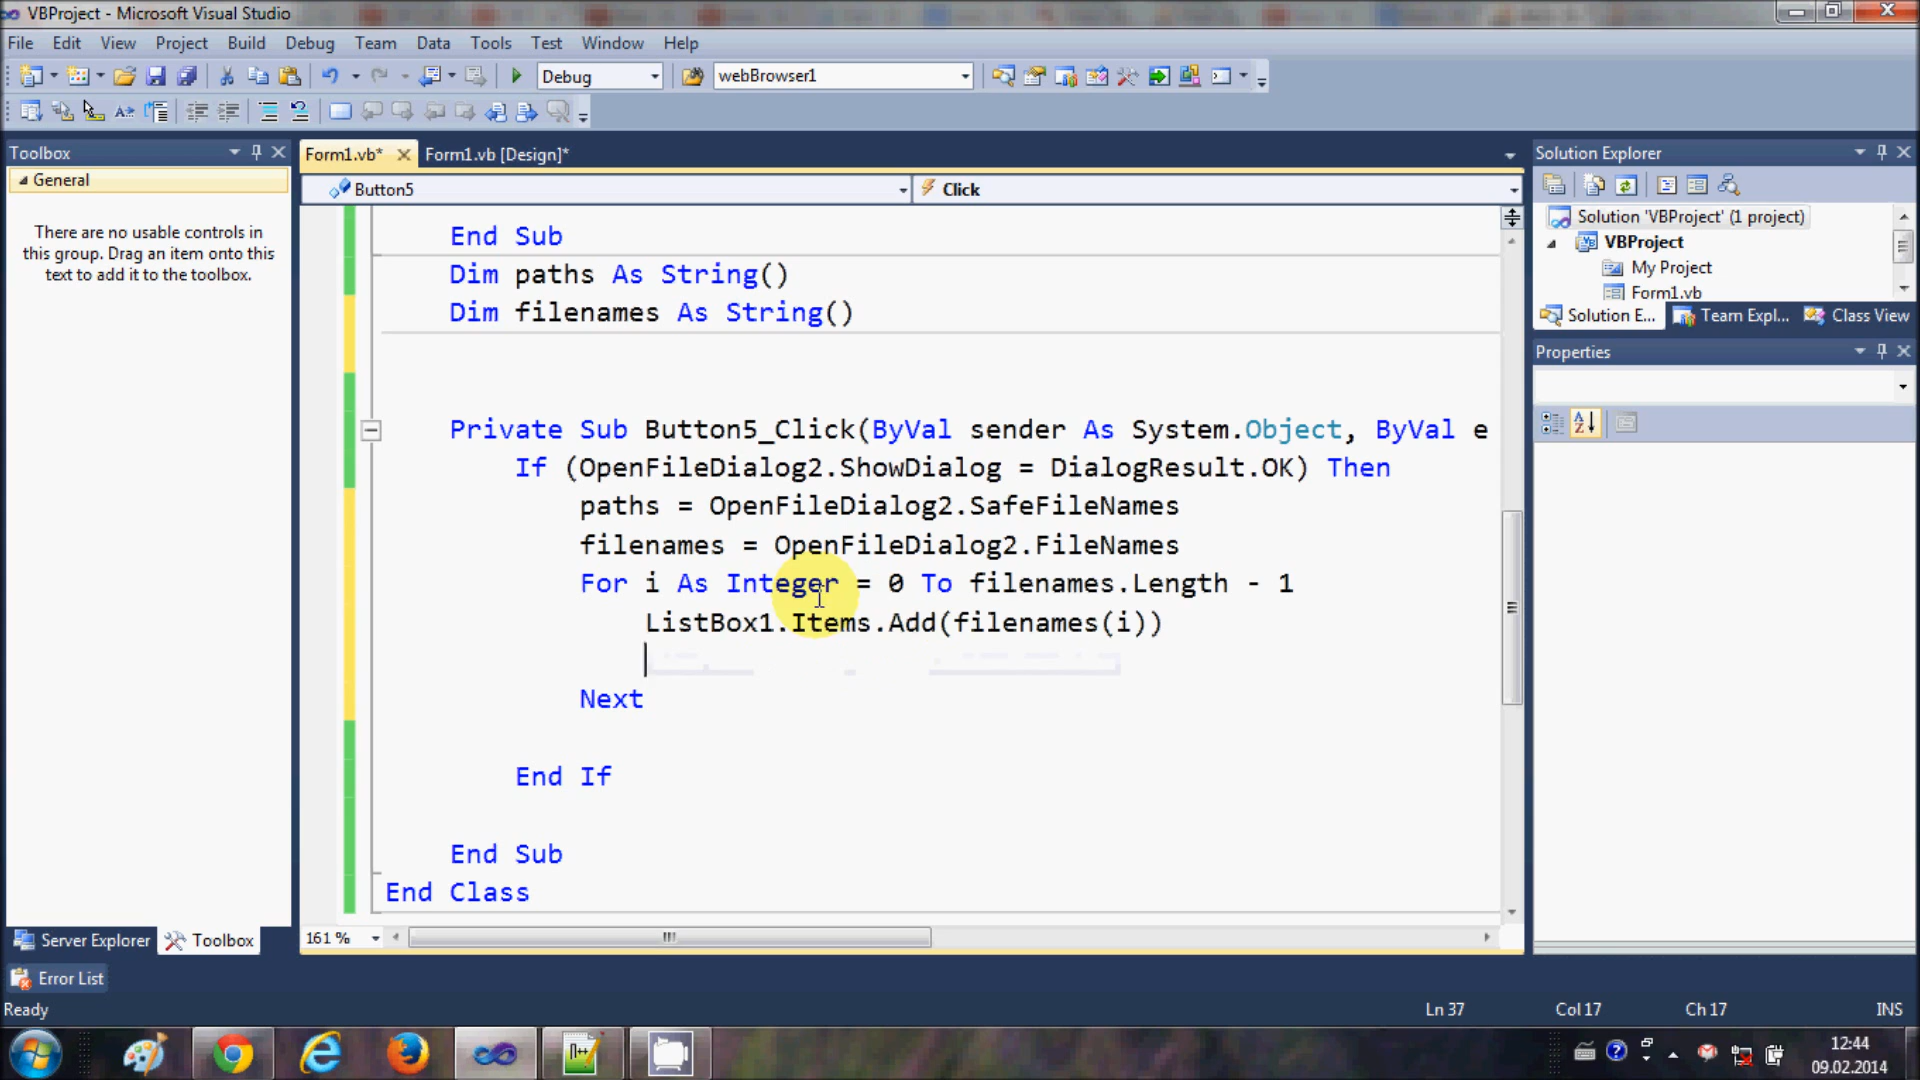 VBProject - Microsoft Visual Studio
File Edit View Project Build Debug Team Data Tools Test Window Help
Debug webBrowser1
Toolbox
General
There are no usable controls in
this group. Drag an item onto this
text to add it to the toolbox.
Form1.vb* Form1.vb [Design]*
Button5 Click
End Sub
Dim paths As String()
Dim filenames As String()
Private Sub Button5_Click(ByVal sender As System.Object, ByVal e
If (OpenFileDialog2.ShowDialog = DialogResult.OK) Then
paths = OpenFileDialog2.SafeFileNames
filenames = OpenFileDialog2.FileNames
For i As Integer = 0 To filenames.Length - 1
ListBox1.Items.Add(filenames(i))
Next
End If
End Sub
End Class
161 %
Solution Explorer
Solution 'VBProject' (1 project)
VBProject
My Project
Form1.vb
Solution E... Team Expl... Class View
Properties
Server Explorer Toolbox
Error List
Ready Ln 37 Col 17 Ch 17 INS
12:44
09.02.2014